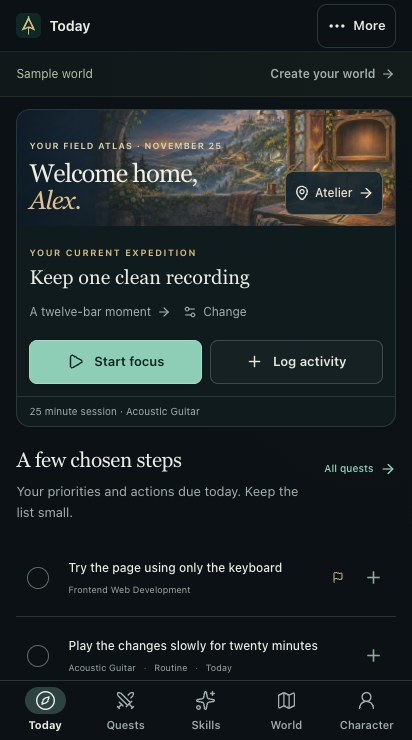 Today
More
Sample world
Create your world
YOUR FIELD ATLAS · NOVEMBER 25
Welcome home,
Alex.
Atelier
YOUR CURRENT EXPEDITION
Keep one clean recording
A twelve-bar moment
Change
Start focus
Log activity
25 minute session · Acoustic Guitar
A few chosen steps
All quests
Your priorities and actions due today. Keep the
list small.
Try the page using only the keyboard
Frontend Web Development
Play the changes slowly for twenty minutes
Acoustic Guitar · Routine · Today
Today
Quests
Skills
World
Character